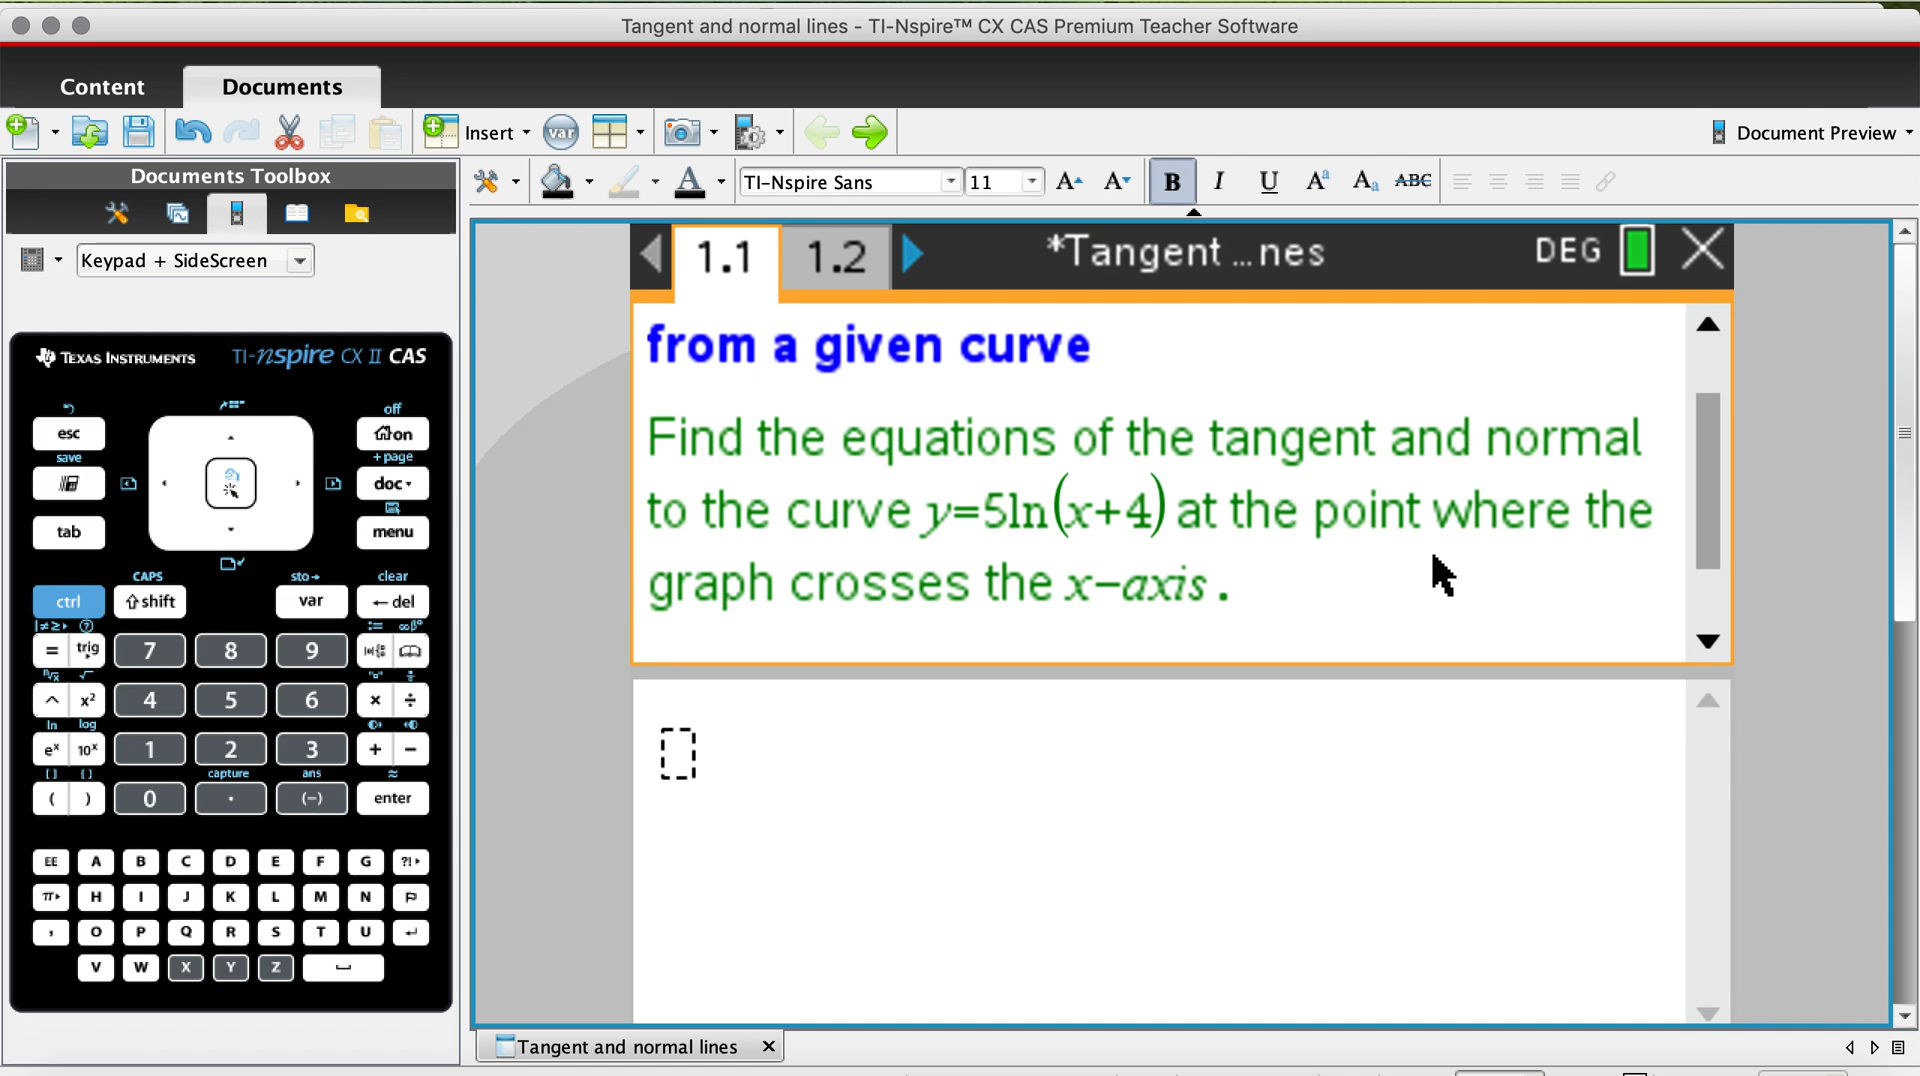 Tangent and normal lines - TI-Nspire™ CX CAS Premium Teacher Software
Content
Documents
Insert
var
Document Preview
Documents Toolbox
TI-Nspire Sans
11
B
I
U
Aᵃ
Aₐ
ABC
Keypad + SideScreen
1.1
1.2
*Tangent ...nes
DEG
from a given curve
Find the equations of the tangent and normal
to the curve y=5ln(x+4) at the point where the
graph crosses the x-axis .
TEXAS INSTRUMENTS
TI-nspire CX II CAS
off
esc
on
save
+page
doc
tab
menu
CAPS
sto→
clear
ctrl
shift
var
← del
= trig 7 8 9
^ x² 4 5 6 × ÷
ln log
eˣ 10ˣ 1 2 3 + −
[ ] { } capture ans ≈
( ) 0 . (−) enter
EE A B C D E F G ?!▸
π▸ H I J K L M N
, O P Q R S T U ↵
V W X Y Z
Tangent and normal lines